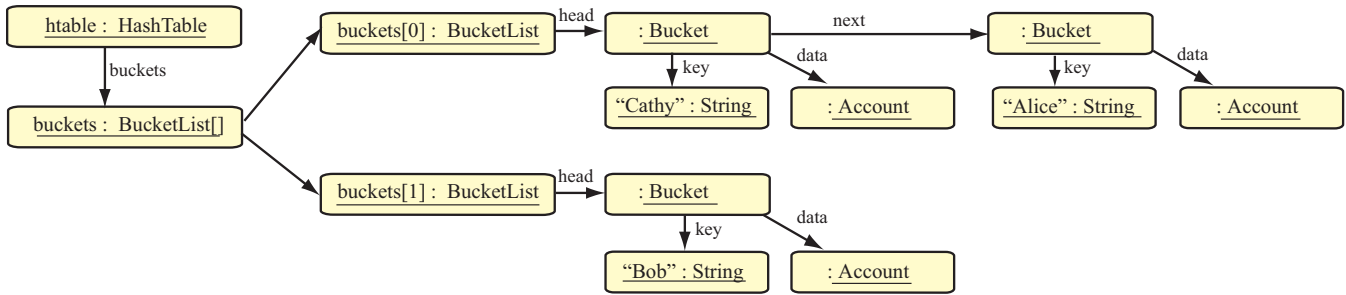 htable : HashTable
buckets
buckets : BucketList[]
buckets[0] : BucketList
head
: Bucket
next
: Bucket
key
data
key
data
“Cathy” : String
: Account
“Alice” : String
: Account
buckets[1] : BucketList
head
: Bucket
key
data
“Bob” : String
: Account